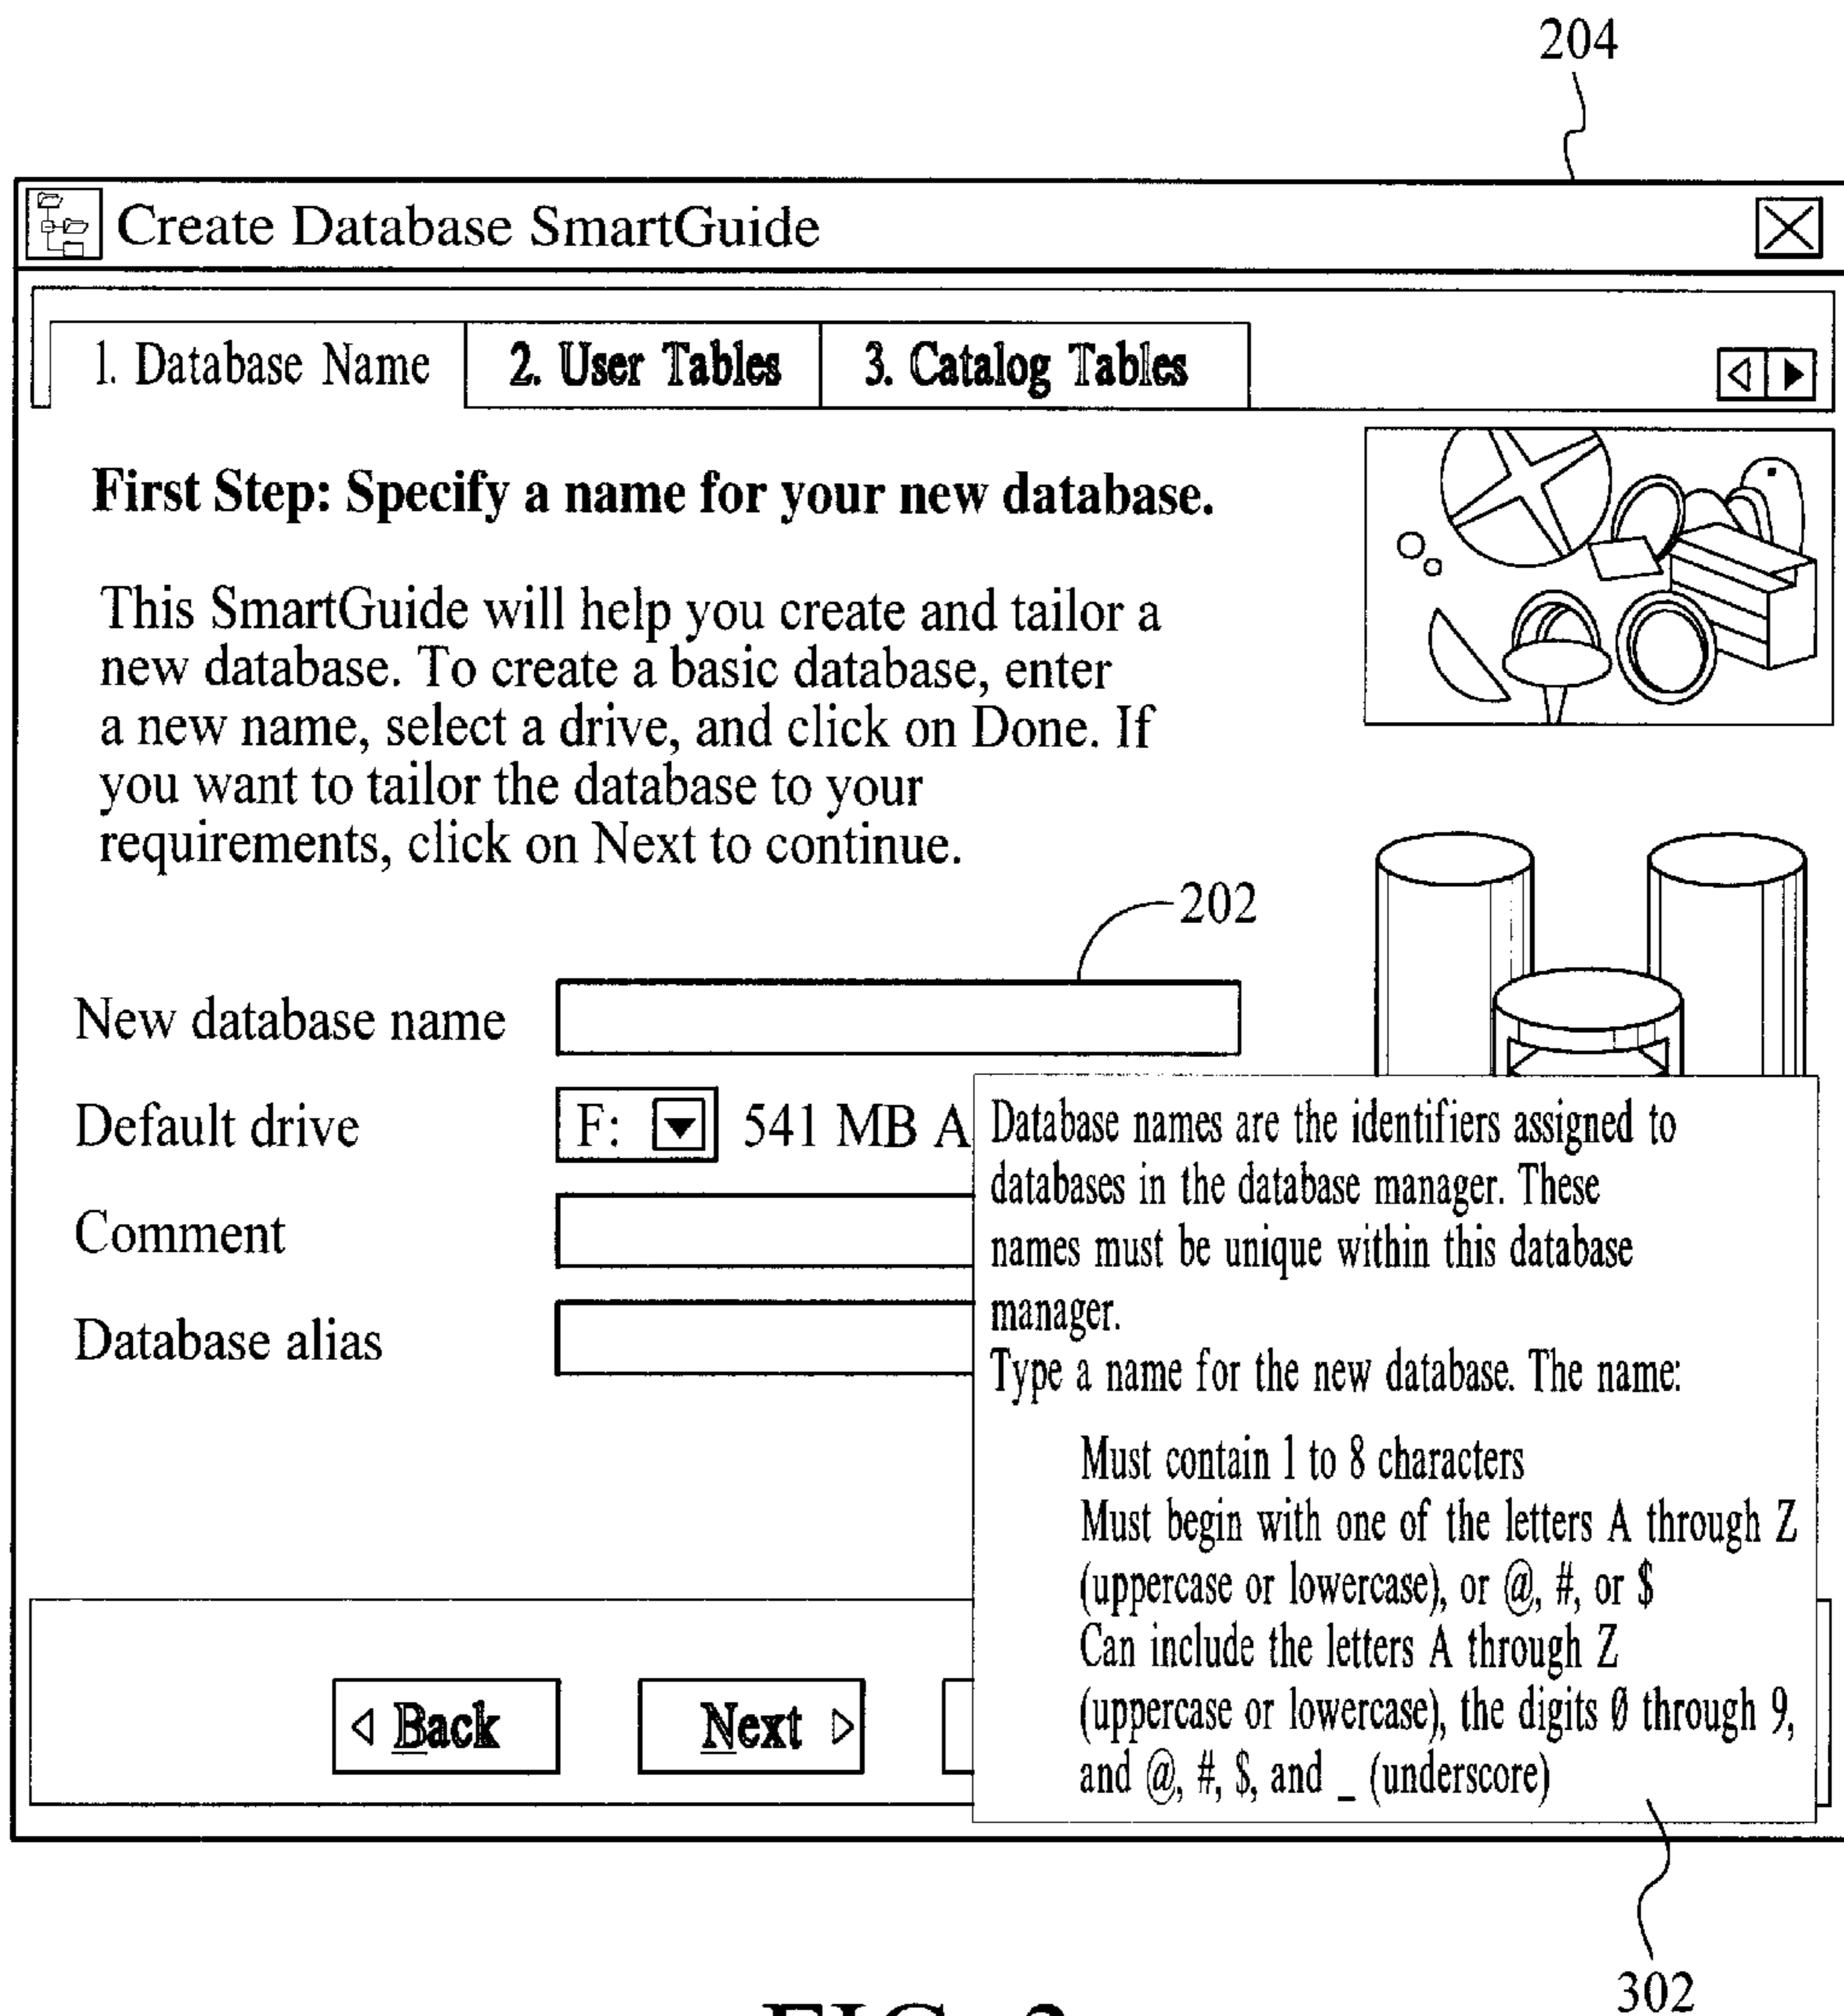 204
Create Database SmartGuide
1. Database Name 2. User Tables 3. Catalog Tables
First Step: Specify a name for your new database.
This SmartGuide will help you create and tailor a
new database. To create a basic database, enter
a new name, select a drive, and click on Done. If
you want to tailor the database to your
requirements, click on Next to continue.
202
New database name
Default drive F: 541 MB A
Comment
Database alias
Database names are the identifiers assigned to
databases in the database manager. These
names must be unique within this database
manager.
Type a name for the new database. The name:
Must contain 1 to 8 characters
Must begin with one of the letters A through Z
(uppercase or lowercase), or @, #, or $
Can include the letters A through Z
(uppercase or lowercase), the digits 0 through 9,
and @, #, $, and _ (underscore)
Back Next
302